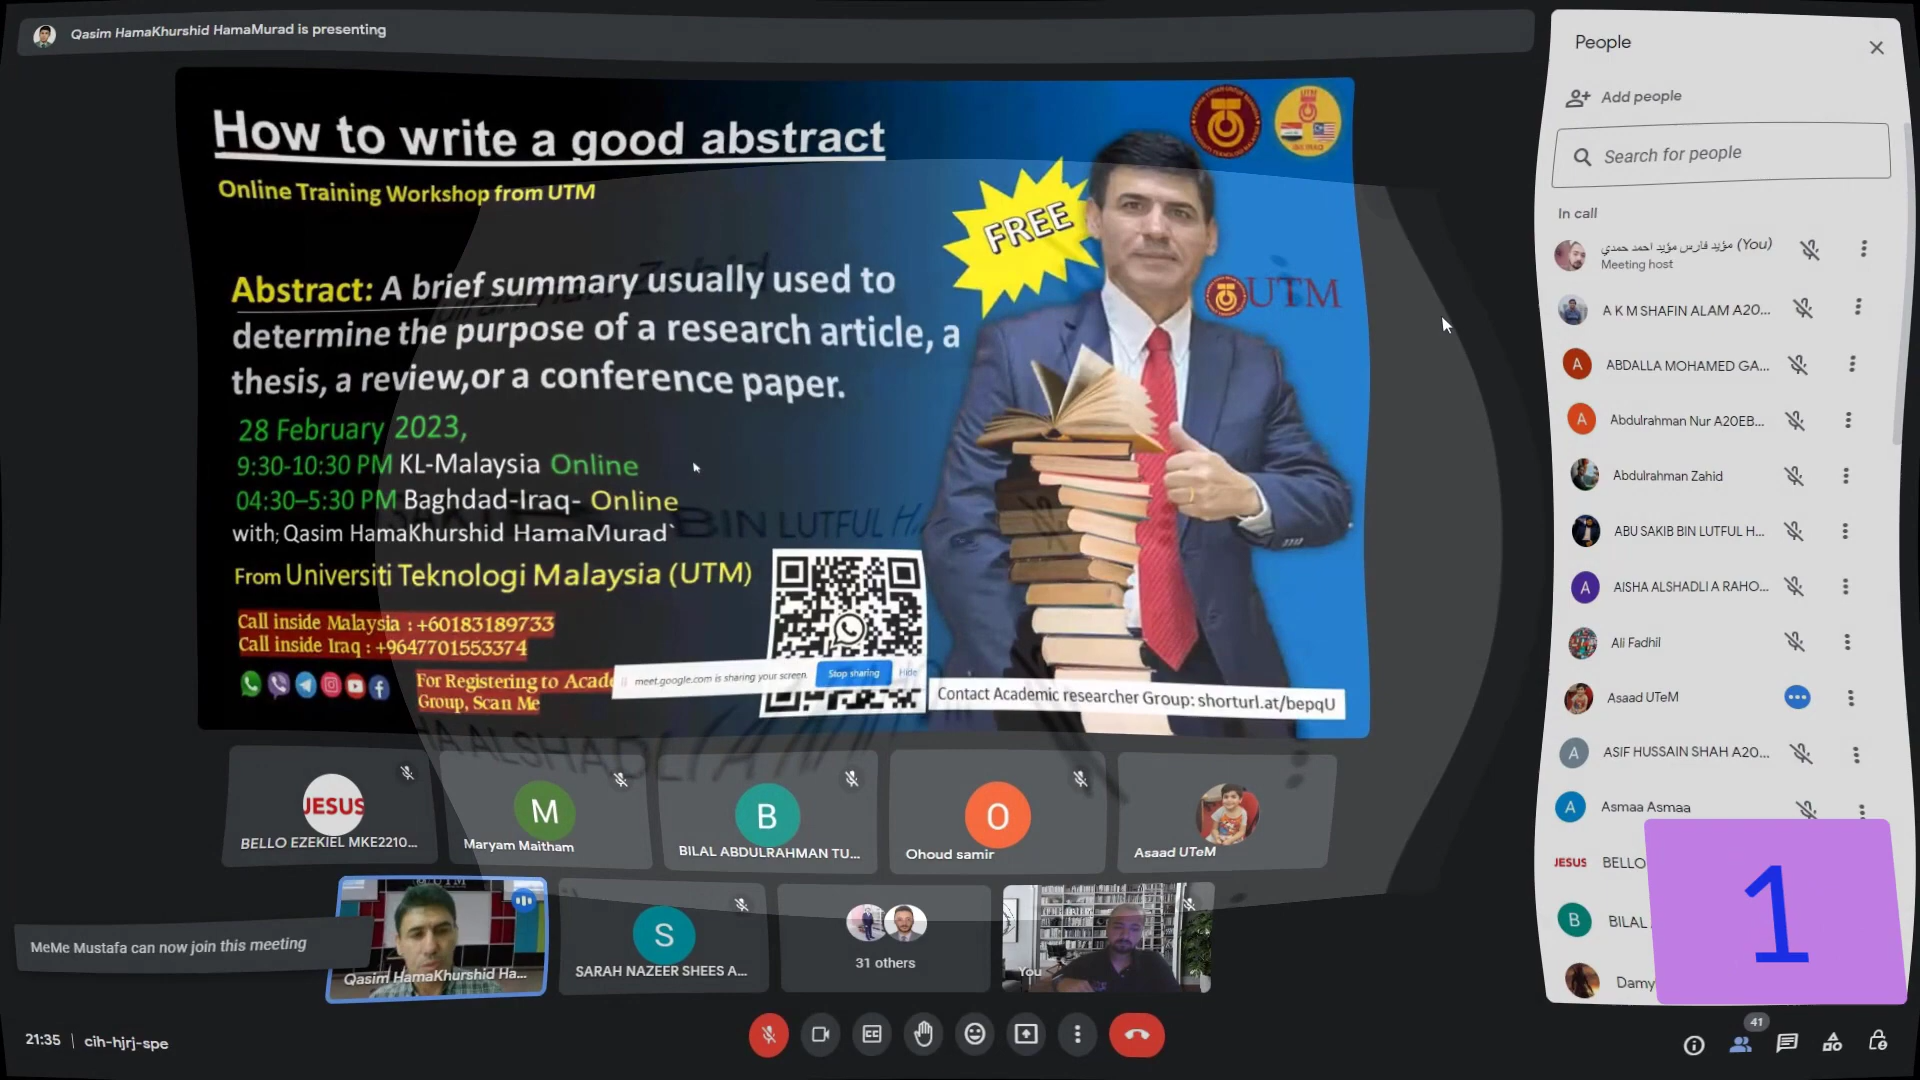 Qasim HamaKhurshid HamaMurad is presenting
How to write a good abstract
Online Training Workshop from UTM
FREE
UTM
Abstract: A brief summary usually used to
determine the purpose of a research article, a
thesis, a review,or a conference paper.
28 February 2023,
9:30-10:30 PM KL-Malaysia Online
04:30–5:30 PM Baghdad-Iraq- Online
with; Qasim HamaKhurshid HamaMurad`
From Universiti Teknologi Malaysia (UTM)
Call inside Malaysia : +60183189733
Call inside Iraq : +9647701553374
For Registering to Acade
Group, Scan Me
meet.google.com is sharing your screen.
Stop sharing
Hide
Contact Academic researcher Group: shorturl.at/bepqU
BIN LUTFUL H
JESUS
BELLO EZEKIEL MKE2210...
M
Maryam Maitham
B
BILAL ABDULRAHMAN TU...
O
Ohoud samir
Asaad UTeM
Qasim HamaKhurshid Ha...
S
SARAH NAZEER SHEES A...
31 others
You
MeMe Mustafa can now join this meeting
21:35 | cih-hjrj-spe
People
Add people
Search for people
In call
مؤيد فارس مؤيد احمد حمدي (You)
Meeting host
A K M SHAFIN ALAM A20...
A
ABDALLA MOHAMED GA...
A
Abdulrahman Nur A20EB...
Abdulrahman Zahid
ABU SAKIB BIN LUTFUL H...
A
AISHA ALSHADLI A RAHO...
Ali Fadhil
Asaad UTeM
A
ASIF HUSSAIN SHAH A20...
A
Asmaa Asmaa
JESUS
BELLO
B
BILAL
Damy
1
41